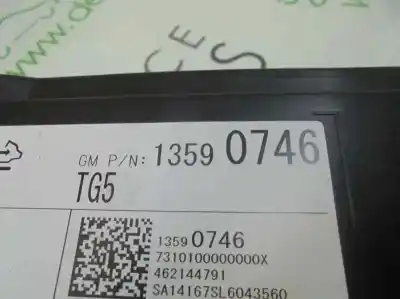 GM P/N: 1359 0746
TG5
1359 0746
7310100000000X
462144791
SA14167SL6043560